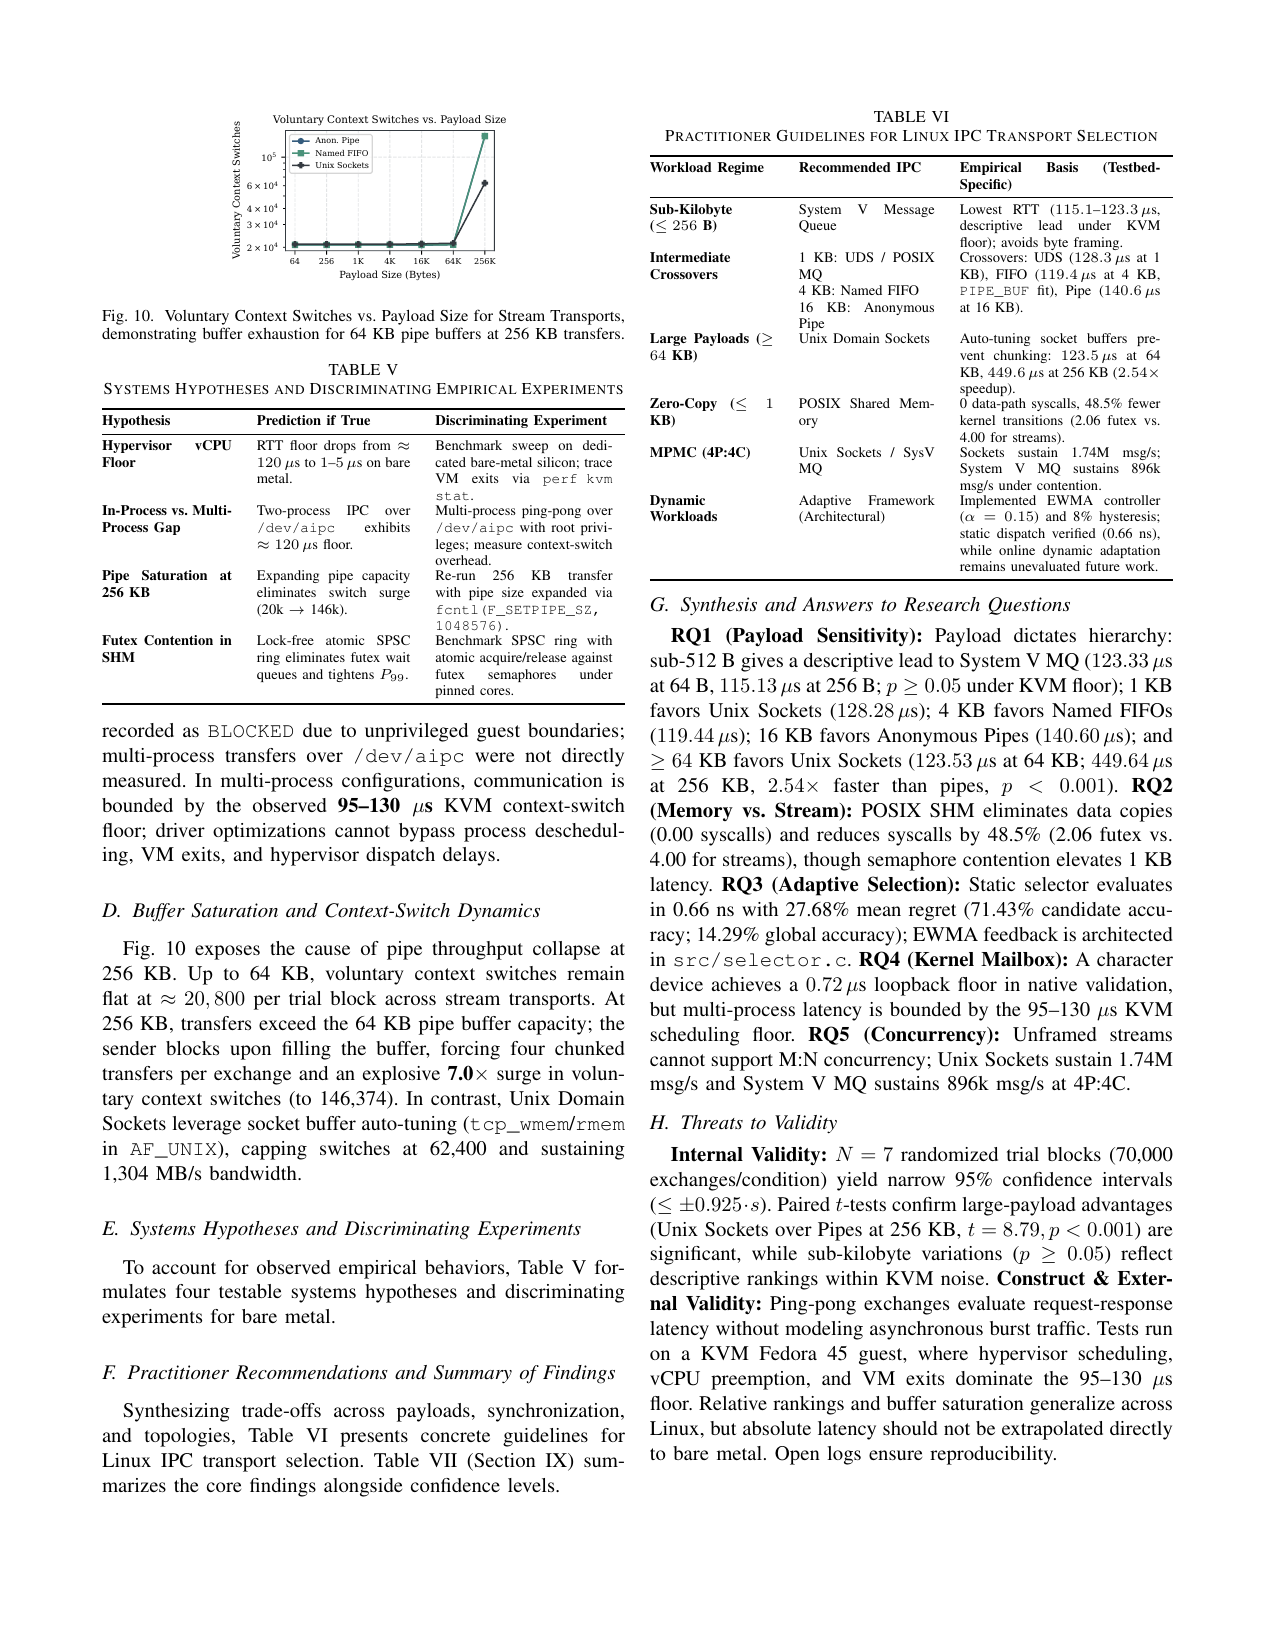 Voluntary Context Switches vs. Payload Size
Voluntary Context Switches
10⁵
6 × 10⁴
4 × 10⁴
3 × 10⁴
2 × 10⁴
Anon. Pipe
Named FIFO
Unix Sockets
64 256 1K 4K 16K 64K 256K
Payload Size (Bytes)
Fig. 10. Voluntary Context Switches vs. Payload Size for Stream Transports,
demonstrating buffer exhaustion for 64 KB pipe buffers at 256 KB transfers.
TABLE V
SYSTEMS HYPOTHESES AND DISCRIMINATING EMPIRICAL EXPERIMENTS
Hypothesis Prediction if True Discriminating Experiment
Hypervisor vCPU RTT floor drops from ≈ Benchmark sweep on dedi-
Floor 120 μs to 1–5 μs on bare cated bare-metal silicon; trace
metal. VM exits via perf kvm
stat.
In-Process vs. Multi- Two-process IPC over Multi-process ping-pong over
Process Gap /dev/aipc exhibits /dev/aipc with root privi-
≈ 120 μs floor. leges; measure context-switch
overhead.
Pipe Saturation at Expanding pipe capacity Re-run 256 KB transfer
256 KB eliminates switch surge with pipe size expanded via
(20k → 146k). fcntl(F_SETPIPE_SZ,
1048576).
Futex Contention in Lock-free atomic SPSC Benchmark SPSC ring with
SHM ring eliminates futex wait atomic acquire/release against
queues and tightens P₉₉. futex semaphores under
pinned cores.
recorded as BLOCKED due to unprivileged guest boundaries;
multi-process transfers over /dev/aipc were not directly
measured. In multi-process configurations, communication is
bounded by the observed 95–130 μs KVM context-switch
floor; driver optimizations cannot bypass process deschedul-
ing, VM exits, and hypervisor dispatch delays.
D. Buffer Saturation and Context-Switch Dynamics
Fig. 10 exposes the cause of pipe throughput collapse at
256 KB. Up to 64 KB, voluntary context switches remain
flat at ≈ 20, 800 per trial block across stream transports. At
256 KB, transfers exceed the 64 KB pipe buffer capacity; the
sender blocks upon filling the buffer, forcing four chunked
transfers per exchange and an explosive 7.0× surge in volun-
tary context switches (to 146,374). In contrast, Unix Domain
Sockets leverage socket buffer auto-tuning (tcp_wmem/rmem
in AF_UNIX), capping switches at 62,400 and sustaining
1,304 MB/s bandwidth.
E. Systems Hypotheses and Discriminating Experiments
To account for observed empirical behaviors, Table V for-
mulates four testable systems hypotheses and discriminating
experiments for bare metal.
F. Practitioner Recommendations and Summary of Findings
Synthesizing trade-offs across payloads, synchronization,
and topologies, Table VI presents concrete guidelines for
Linux IPC transport selection. Table VII (Section IX) sum-
marizes the core findings alongside confidence levels.
TABLE VI
PRACTITIONER GUIDELINES FOR LINUX IPC TRANSPORT SELECTION
Workload Regime Recommended IPC Empirical Basis (Testbed-
Specific)
Sub-Kilobyte System V Message Lowest RTT (115.1–123.3 μs,
(≤ 256 B) Queue descriptive lead under KVM
floor); avoids byte framing.
Intermediate 1 KB: UDS / POSIX Crossovers: UDS (128.3 μs at 1
Crossovers MQ KB), FIFO (119.4 μs at 4 KB,
4 KB: Named FIFO PIPE_BUF fit), Pipe (140.6 μs
16 KB: Anonymous at 16 KB).
Pipe
Large Payloads (≥ Unix Domain Sockets Auto-tuning socket buffers pre-
64 KB) vent chunking: 123.5 μs at 64
KB, 449.6 μs at 256 KB (2.54×
speedup).
Zero-Copy (≤ 1 POSIX Shared Mem- 0 data-path syscalls, 48.5% fewer
KB) ory kernel transitions (2.06 futex vs.
4.00 for streams).
MPMC (4P:4C) Unix Sockets / SysV Sockets sustain 1.74M msg/s;
MQ System V MQ sustains 896k
msg/s under contention.
Dynamic Adaptive Framework Implemented EWMA controller
Workloads (Architectural) (α = 0.15) and 8% hysteresis;
static dispatch verified (0.66 ns),
while online dynamic adaptation
remains unevaluated future work.
G. Synthesis and Answers to Research Questions
RQ1 (Payload Sensitivity): Payload dictates hierarchy:
sub-512 B gives a descriptive lead to System V MQ (123.33 μs
at 64 B, 115.13 μs at 256 B; p ≥ 0.05 under KVM floor); 1 KB
favors Unix Sockets (128.28 μs); 4 KB favors Named FIFOs
(119.44 μs); 16 KB favors Anonymous Pipes (140.60 μs); and
≥ 64 KB favors Unix Sockets (123.53 μs at 64 KB; 449.64 μs
at 256 KB, 2.54× faster than pipes, p < 0.001). RQ2
(Memory vs. Stream): POSIX SHM eliminates data copies
(0.00 syscalls) and reduces syscalls by 48.5% (2.06 futex vs.
4.00 for streams), though semaphore contention elevates 1 KB
latency. RQ3 (Adaptive Selection): Static selector evaluates
in 0.66 ns with 27.68% mean regret (71.43% candidate accu-
racy; 14.29% global accuracy); EWMA feedback is architected
in src/selector.c. RQ4 (Kernel Mailbox): A character
device achieves a 0.72 μs loopback floor in native validation,
but multi-process latency is bounded by the 95–130 μs KVM
scheduling floor. RQ5 (Concurrency): Unframed streams
cannot support M:N concurrency; Unix Sockets sustain 1.74M
msg/s and System V MQ sustains 896k msg/s at 4P:4C.
H. Threats to Validity
Internal Validity: N = 7 randomized trial blocks (70,000
exchanges/condition) yield narrow 95% confidence intervals
(≤ ±0.925·s). Paired t-tests confirm large-payload advantages
(Unix Sockets over Pipes at 256 KB, t = 8.79, p < 0.001) are
significant, while sub-kilobyte variations (p ≥ 0.05) reflect
descriptive rankings within KVM noise. Construct & Exter-
nal Validity: Ping-pong exchanges evaluate request-response
latency without modeling asynchronous burst traffic. Tests run
on a KVM Fedora 45 guest, where hypervisor scheduling,
vCPU preemption, and VM exits dominate the 95–130 μs
floor. Relative rankings and buffer saturation generalize across
Linux, but absolute latency should not be extrapolated directly
to bare metal. Open logs ensure reproducibility.